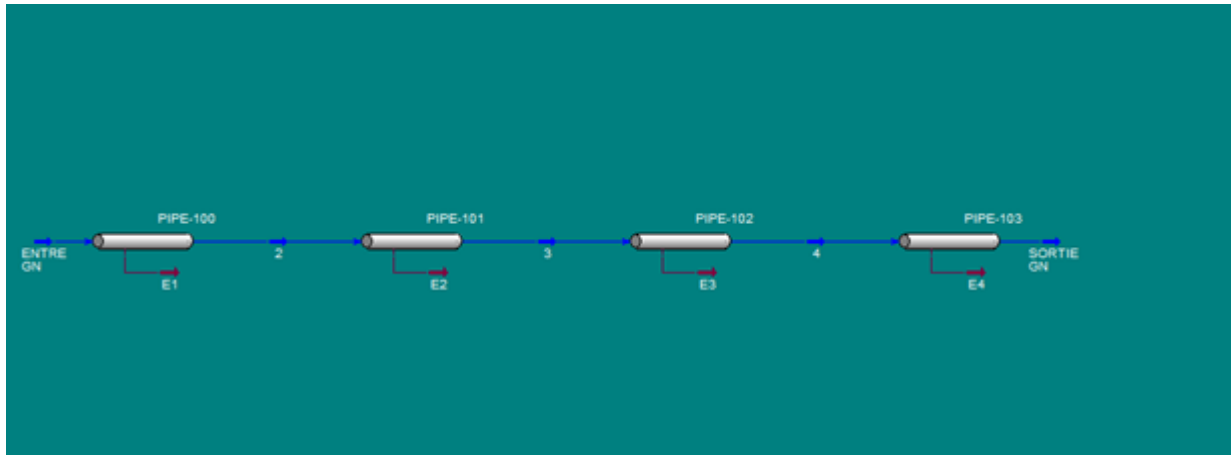 PIPE-100
PIPE-101
PIPE-102
PIPE-103
ENTRE
GN
2
3
4
SORTIE
GN
E1
E2
E3
E4